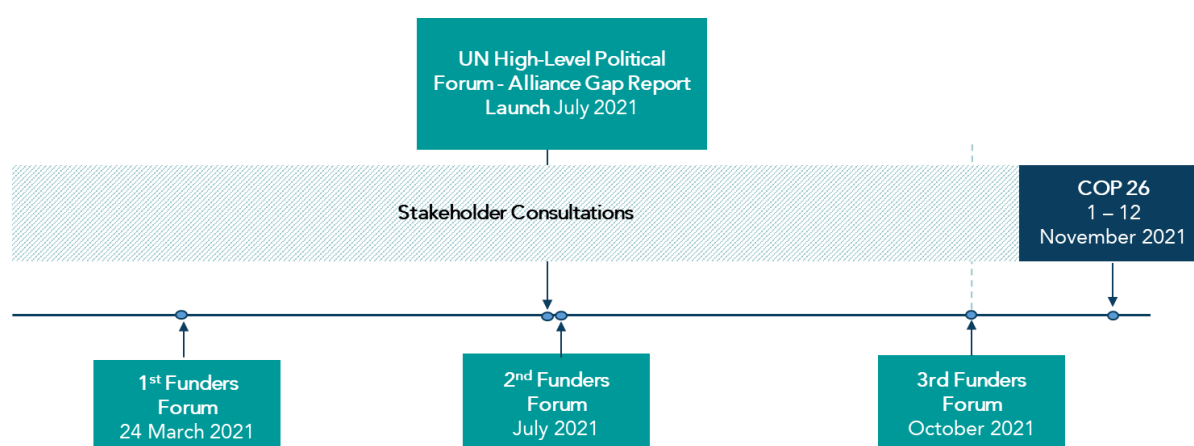 UN High-Level Political
Forum - Alliance Gap Report
Launch July 2021
Stakeholder Consultations
COP 26
1 – 12
November 2021
1st Funders
Forum
24 March 2021
2nd Funders
Forum
July 2021
3rd Funders
Forum
October 2021